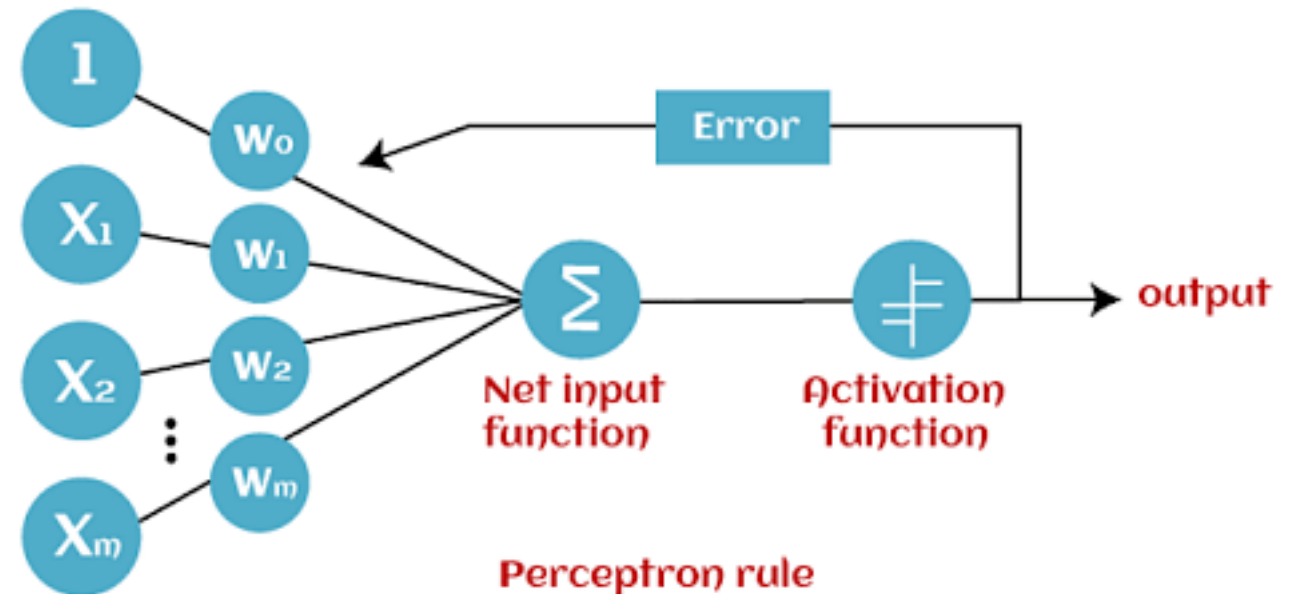 1
W₀
Error
X₁
W₁
Σ
output
X₂
W₂
Net input
function
Activation
function
Xₘ
Wₘ
Perceptron rule